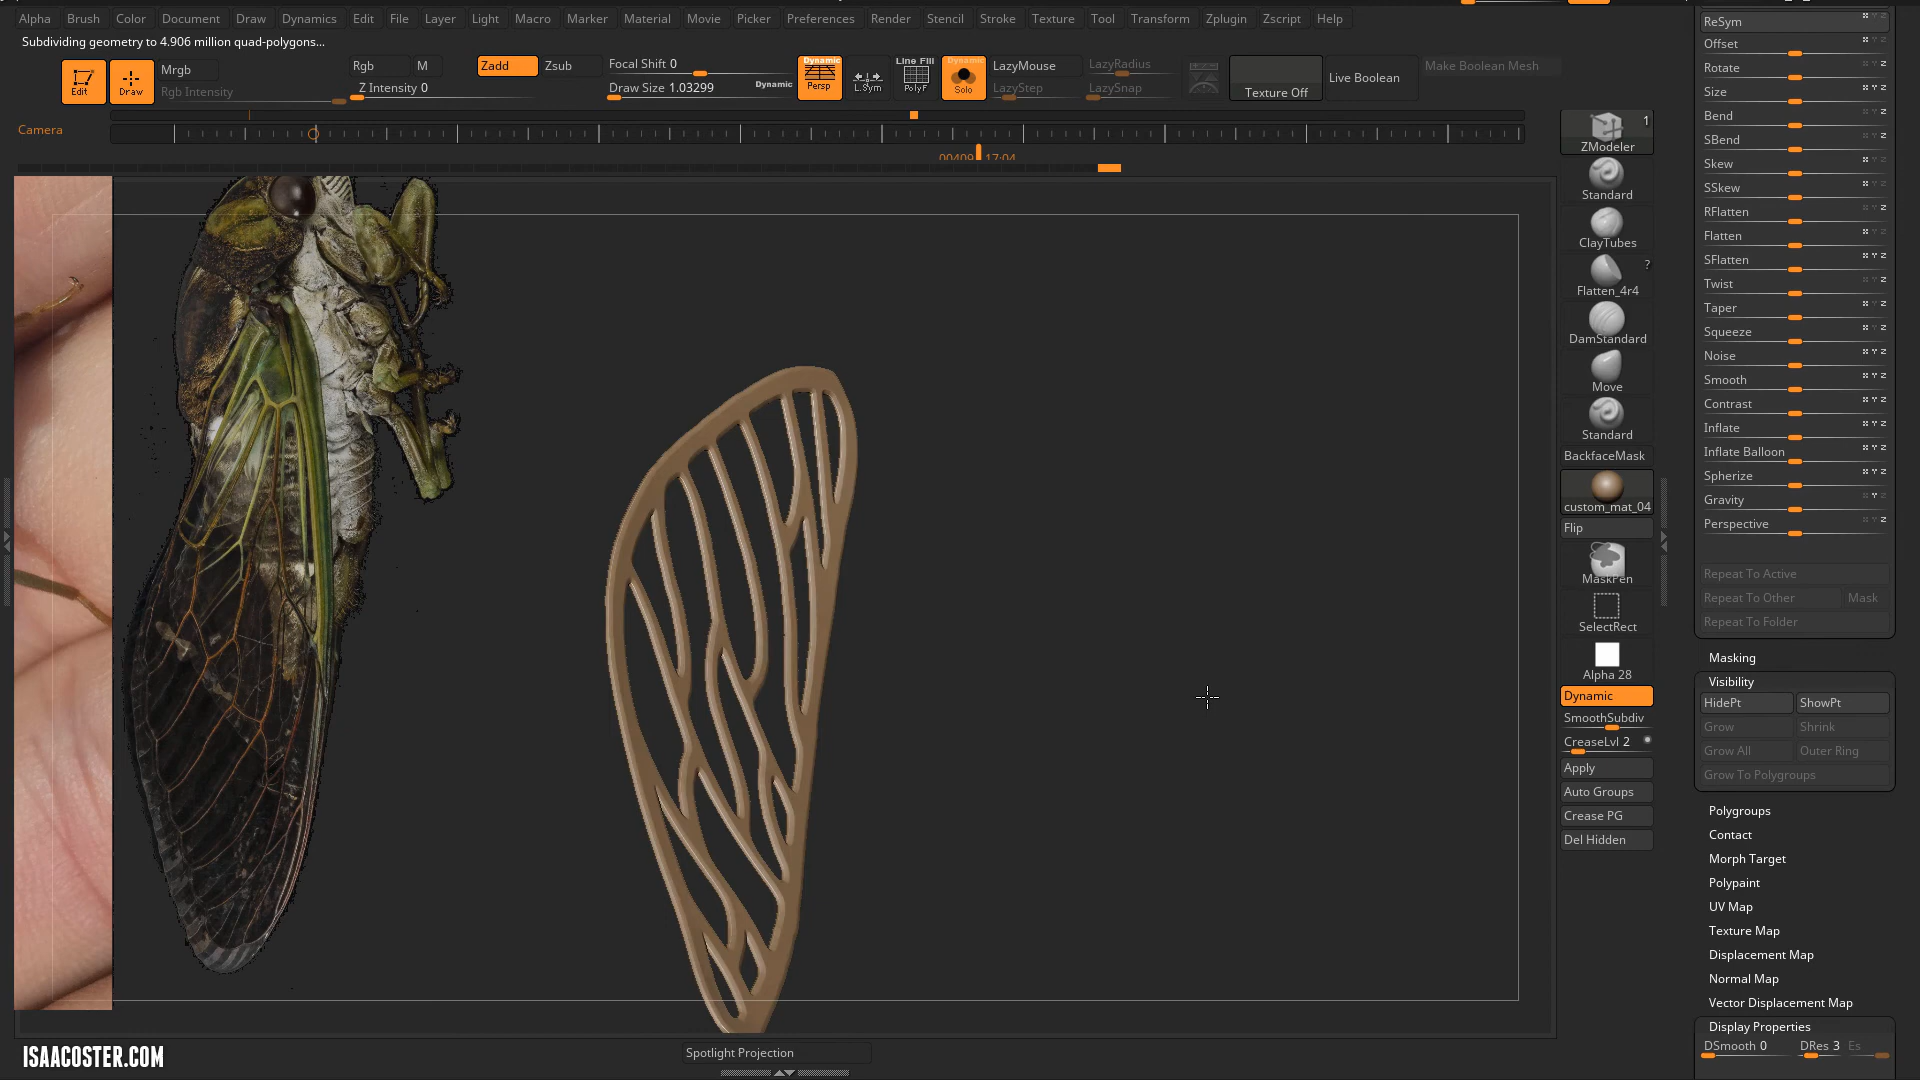 Alpha Brush Color Document Draw Dynamics Edit File Layer Light Macro Marker Material Movie Picker Preferences Render Stencil Stroke Texture Tool Transform Zplugin Zscript Help
Subdividing geometry to 4.906 million quad-polygons...
Edit
Draw
Mrgb
Rgb Intensity
Rgb M
Z Intensity 0
Zadd
Zsub
Focal Shift 0
Draw Size 1.03299
Dynamic
Dynamic
Persp
L.Sym
Line Fill
PolyF
Dynamic
Solo
LazyMouse
LazyStep
LazyRadius
LazySnap
Texture Off
Live Boolean
Make Boolean Mesh
Camera
00409 17:04
1
ZModeler
Standard
ClayTubes
?
Flatten_4r4
DamStandard
Move
Standard
BackfaceMask
custom_mat_04
Flip
MaskPen
SelectRect
Alpha 28
Dynamic
SmoothSubdiv
CreaseLvl 2
Apply
Auto Groups
Crease PG
Del Hidden
ReSym
Offset
Rotate
Size
Bend
SBend
Skew
SSkew
RFlatten
Flatten
SFlatten
Twist
Taper
Squeeze
Noise
Smooth
Contrast
Inflate
Inflate Balloon
Spherize
Gravity
Perspective
Repeat To Active
Repeat To Other Mask
Repeat To Folder
Masking
Visibility
HidePt ShowPt
Grow Shrink
Grow All Outer Ring
Grow To Polygroups
Polygroups
Contact
Morph Target
Polypaint
UV Map
Texture Map
Displacement Map
Normal Map
Vector Displacement Map
Display Properties
DSmooth 0 DRes 3 Es
Spotlight Projection
ISAACOSTER.COM